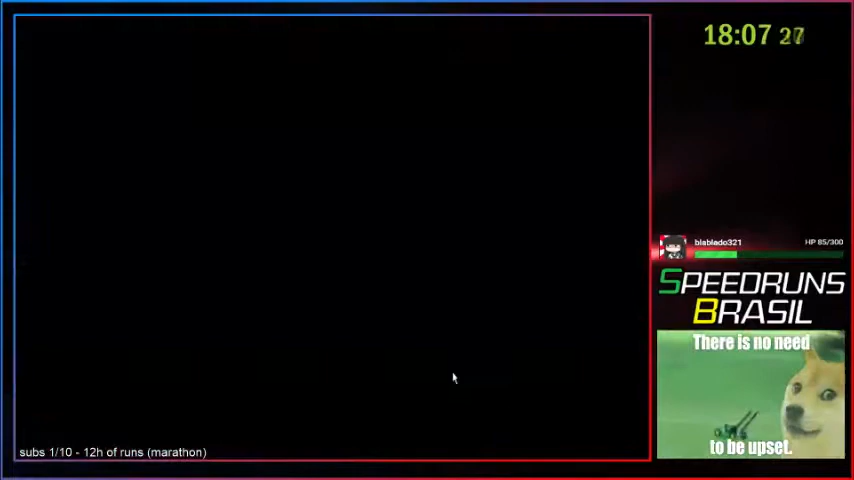 18:07 27
blablado321 HP 85/300
SPEEDRUNS
BRASIL
There is no need
to be upset.
subs 1/10 - 12h of runs (marathon)